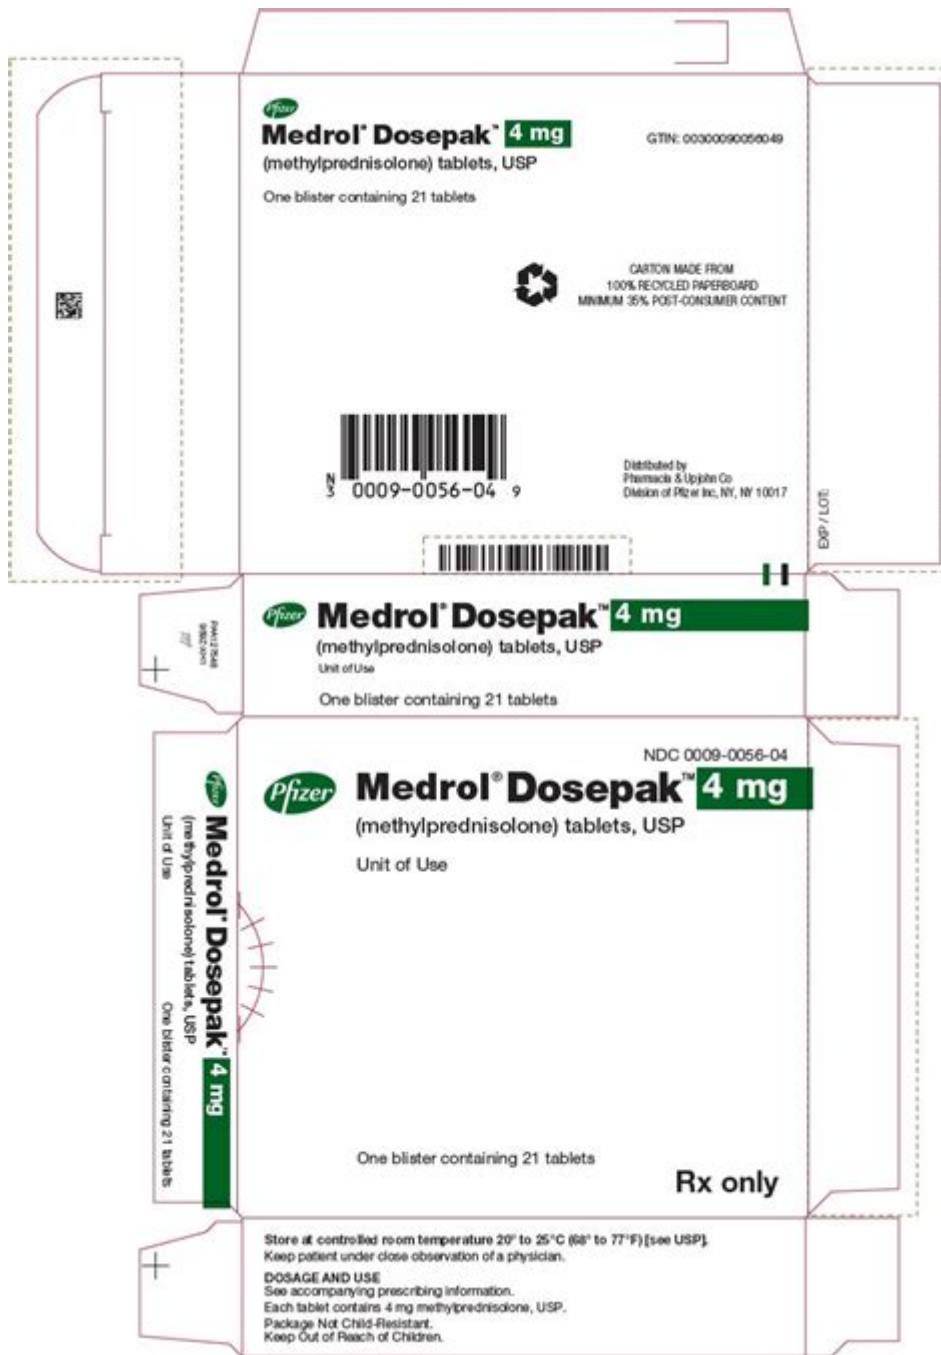 Pfizer
Medrol® Dosepak™ 4 mg
GTIN: 00300090056049
(methylprednisolone) tablets, USP
One blister containing 21 tablets
CARTON MADE FROM
100% RECYCLED PAPERBOARD
MINIMUM 35% POST-CONSUMER CONTENT
N
3 0009-0056-04 9
Distributed by
Pharmacia & Upjohn Co
Division of Pfizer Inc, NY, NY 10017
EXP / LOT:
Pfizer
Medrol® Dosepak™ 4 mg
(methylprednisolone) tablets, USP
Unit of Use
One blister containing 21 tablets
NDC 0009-0056-04
Pfizer
Medrol® Dosepak™ 4 mg
(methylprednisolone) tablets, USP
Unit of Use
One blister containing 21 tablets
Rx only
Pfizer
Medrol® Dosepak™ 4 mg
(methylprednisolone) tablets, USP
Unit of Use
One blister containing 21 tablets
Store at controlled room temperature 20° to 25°C (68° to 77°F) [see USP].
Keep patient under close observation of a physician.
DOSAGE AND USE
See accompanying prescribing information.
Each tablet contains 4 mg methylprednisolone, USP.
Package Not Child-Resistant.
Keep Out of Reach of Children.